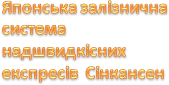 Японська залізнична
система
надшвидкісних
експресів  Сінкансен